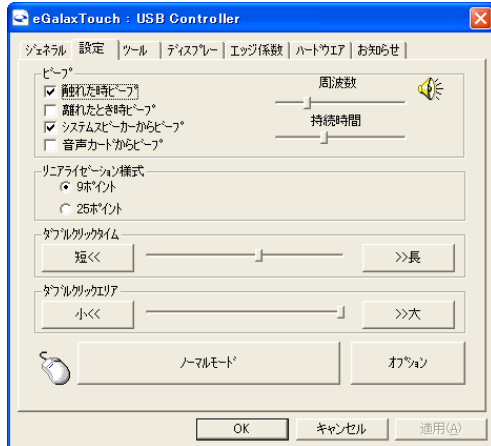 eGalaxTouch : USB Controller
ジェネラル 設定 ツール ディスプレー エッジ係数 ハードウエア お知らせ
ビープ
触れた時ビープ
離れたとき時ビープ
システムスピーカーからビープ
音声カードからビープ
周波数
持続時間
リニアライゼーション様式
9ポイント
25ポイント
ダブルクリックタイム
短<< >>長
ダブルクリックエリア
小<< >>大
ノーマルモード オプション
OK キャンセル 適用(A)